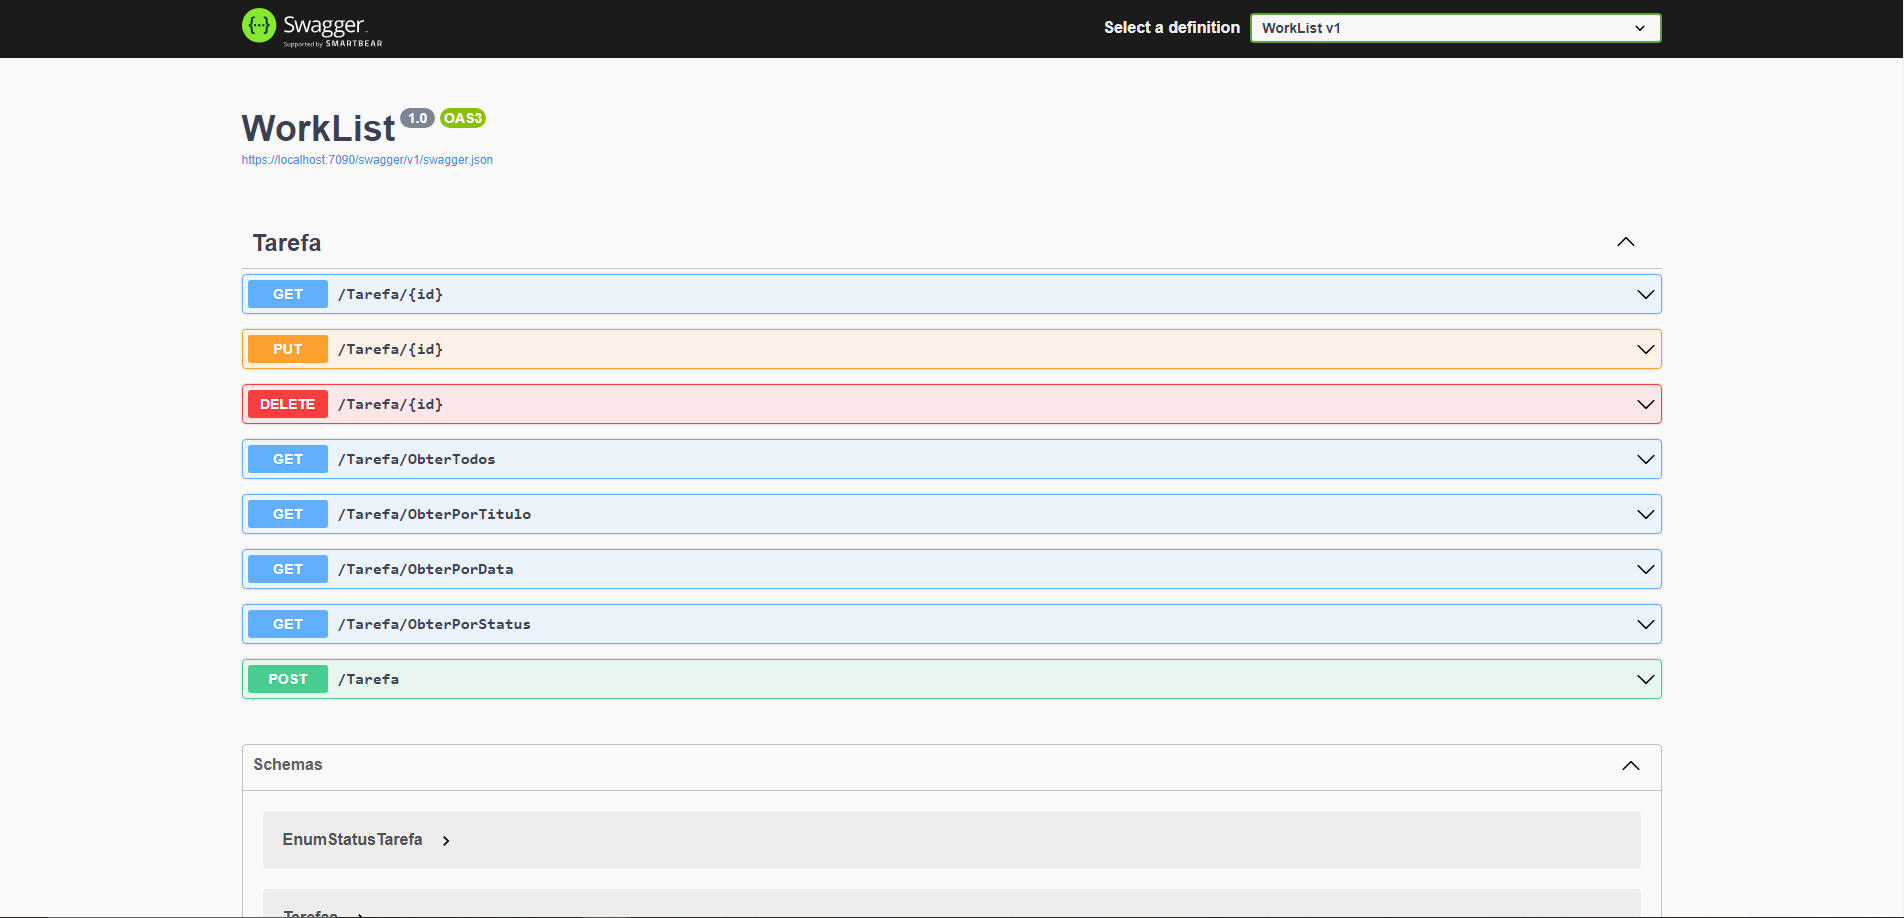 Swagger
Supported by SMARTBEAR
Select a definition
WorkList v1
WorkList 1.0 OAS3
https://localhost:7090/swagger/v1/swagger.json
Tarefa
GET /Tarefa/{id}
PUT /Tarefa/{id}
DELETE /Tarefa/{id}
GET /Tarefa/ObterTodos
GET /Tarefa/ObterPorTitulo
GET /Tarefa/ObterPorData
GET /Tarefa/ObterPorStatus
POST /Tarefa
Schemas
EnumStatusTarefa
Tarefas